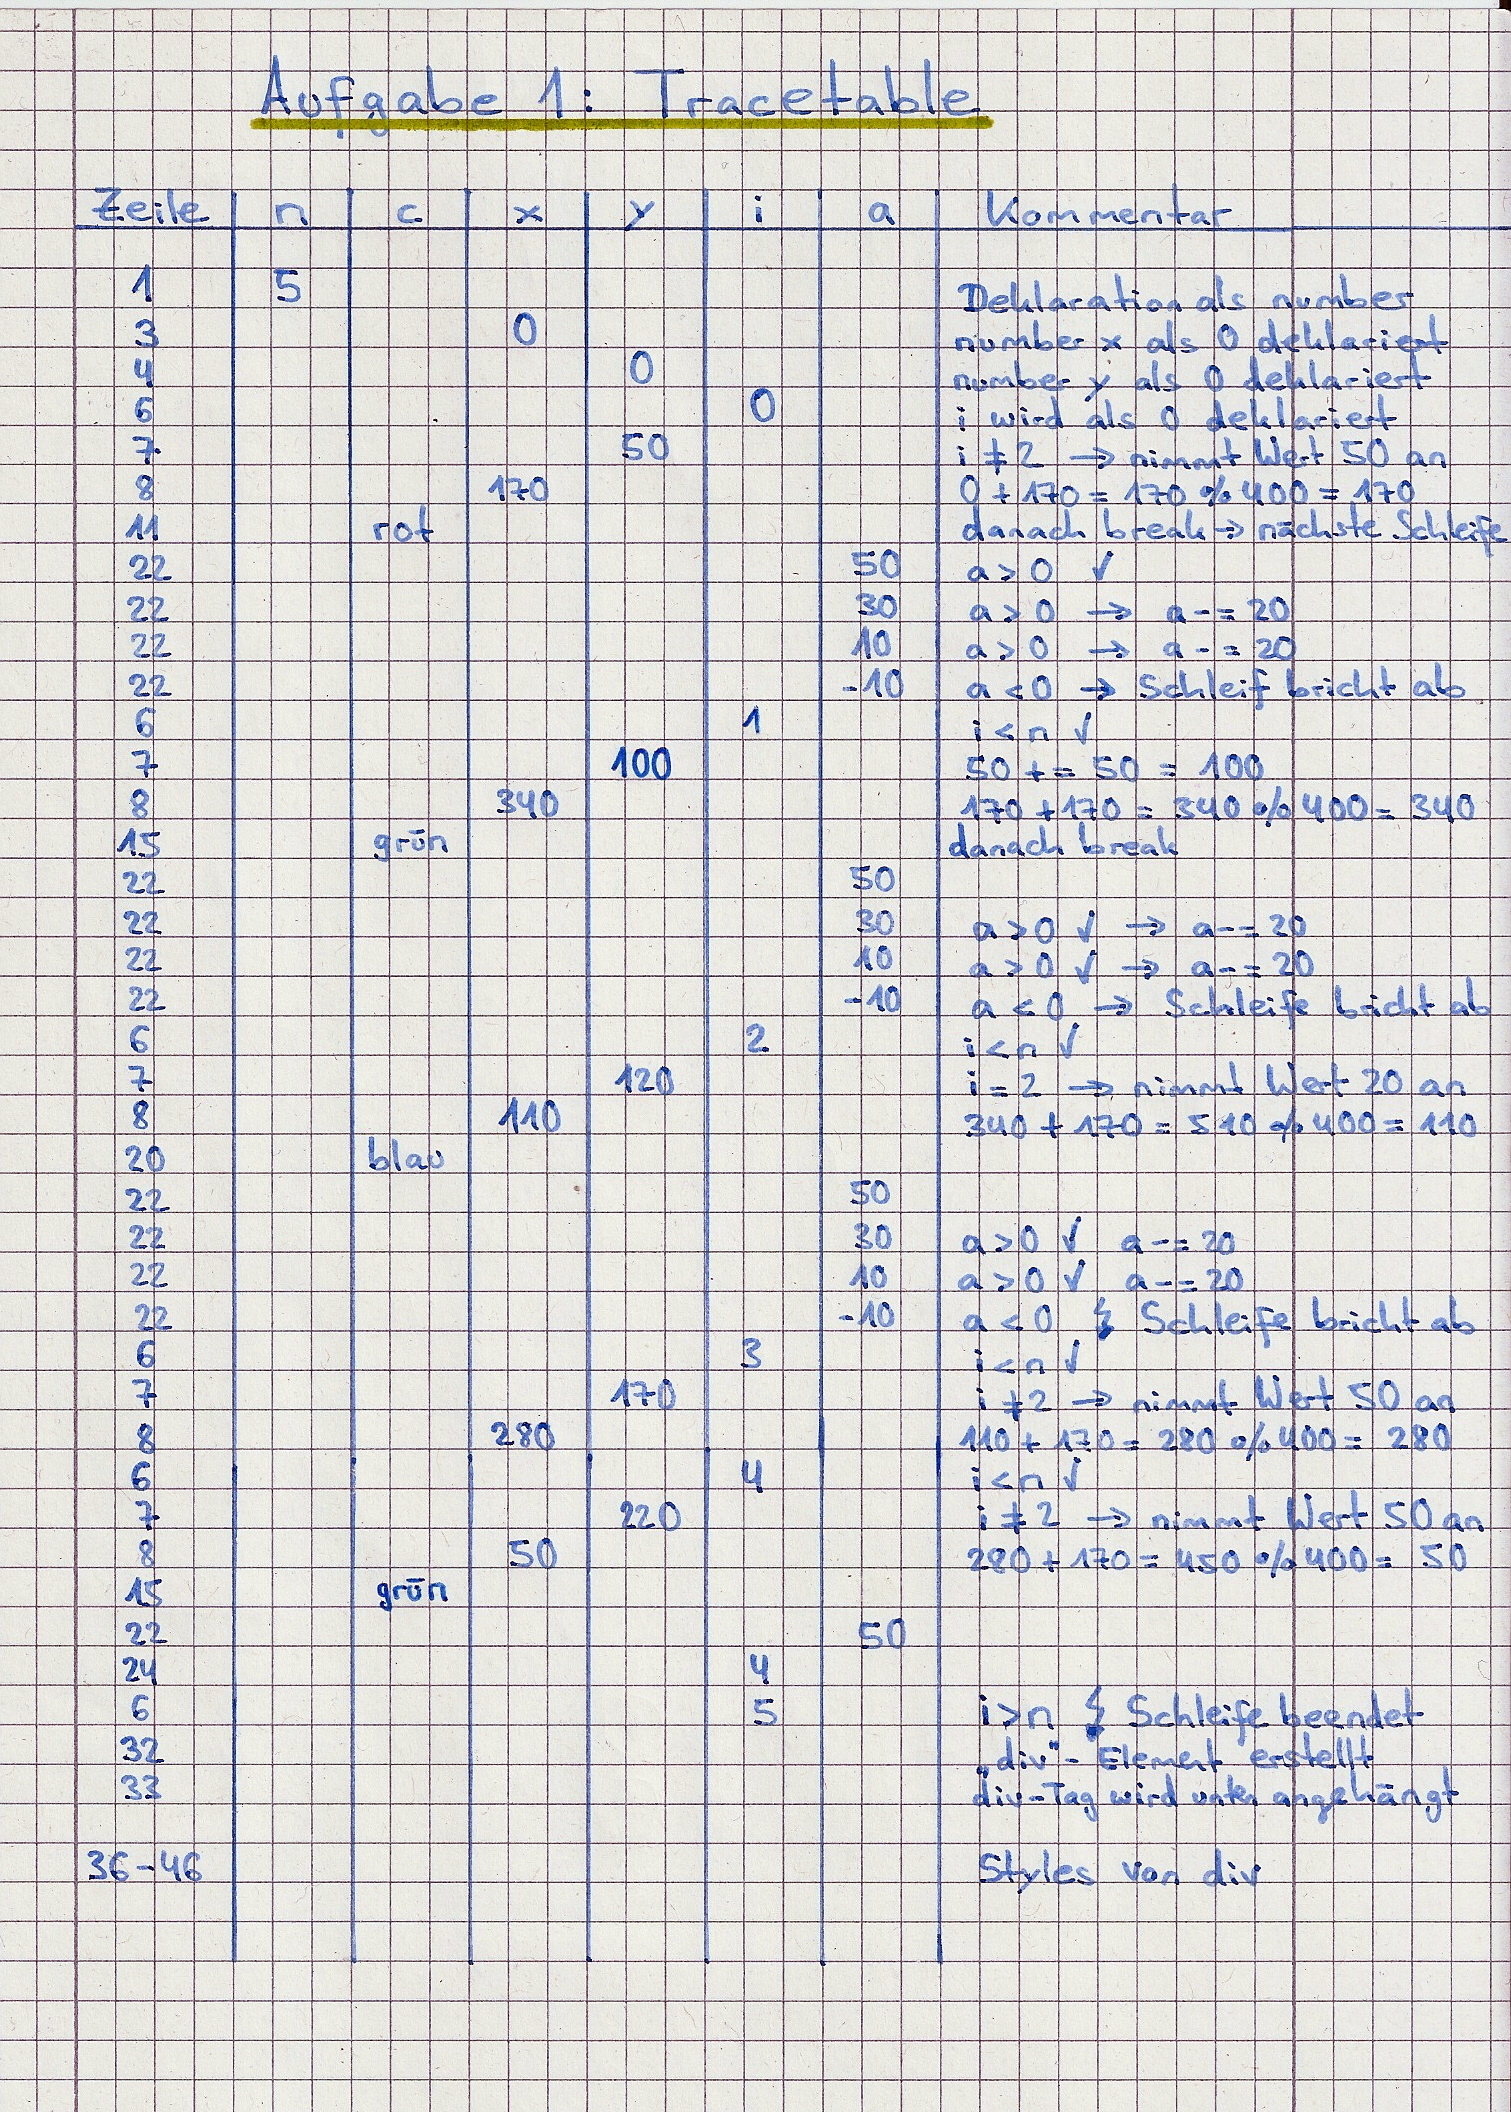 Aufgabe 1: Tracetable
Zeile n c x y i a Kommentar
1 5 Deklaration als number
3 0 number x als 0 deklariert
4 0 number y als 0 deklariert
6 0 i wird als 0 deklariert
7 50 i ≠ 2 → nimmt Wert 50 an
8 170 0 + 170 = 170 % 400 = 170
11 rot danach break → nächste Schleife
22 50 a > 0 ✓
22 30 a > 0 → a -= 20
22 10 a > 0 → a -= 20
22 -10 a < 0 → Schleif bricht ab
6 1 i < n ✓
7 100 50 += 50 = 100
8 340 170 + 170 = 340 % 400 = 340
15 grün danach break
22 50
22 30 a > 0 ✓ → a -= 20
22 10 a > 0 ✓ → a -= 20
22 -10 a < 0 → Schleife bricht ab
6 2 i < n ✓
7 120 i = 2 → nimmt Wert 20 an
8 110 340 + 170 = 510 % 400 = 110
20 blau
22 50
22 30 a > 0 ✓ a -= 20
22 10 a > 0 ✓ a -= 20
22 -10 a < 0 ↯ Schleife bricht ab
6 3 i < n ✓
7 170 i ≠ 2 → nimmt Wert 50 an
8 280 110 + 170 = 280 % 400 = 280
6 4 i < n ✓
7 220 i ≠ 2 → nimmt Wert 50 an
8 50 280 + 170 = 450 % 400 = 50
15 grün
22 50
24 4
6 5 i > n ↯ Schleife beendet
32 „div"- Element erstellt
33 div-Tag wird unten angehängt
36-46 Styles von div